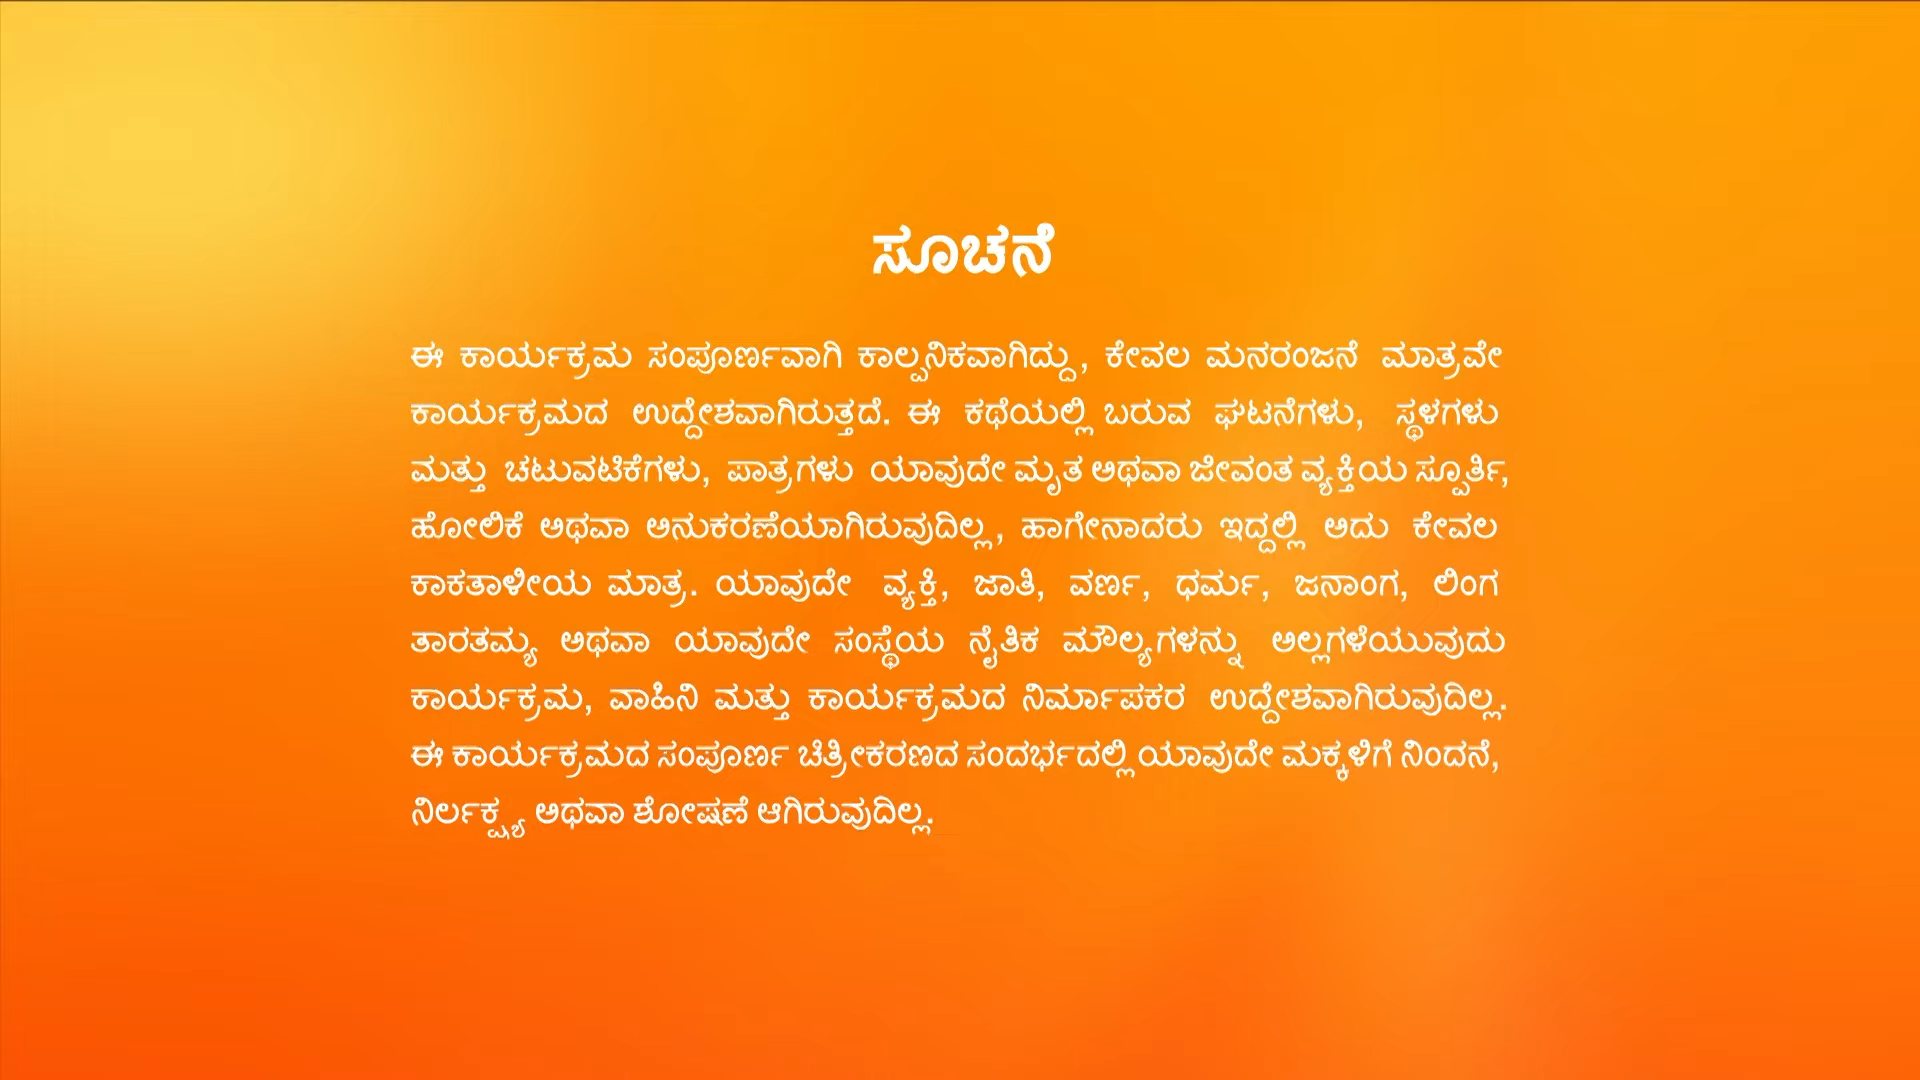 ಸೂಚನೆ
ಈ ಕಾರ್ಯಕ್ರಮ ಸಂಪೂರ್ಣವಾಗಿ ಕಾಲ್ಪನಿಕವಾಗಿದ್ದು, ಕೇವಲ ಮನರಂಜನೆ ಮಾತ್ರವೇ
ಕಾರ್ಯಕ್ರಮದ ಉದ್ದೇಶವಾಗಿರುತ್ತದೆ. ಈ ಕಥೆಯಲ್ಲಿ ಬರುವ ಘಟನೆಗಳು, ಸ್ಥಳಗಳು
ಮತ್ತು ಚಟುವಟಿಕೆಗಳು, ಪಾತ್ರಗಳು ಯಾವುದೇ ಮೃತ ಅಥವಾ ಜೀವಂತ ವ್ಯಕ್ತಿಯ ಸ್ಪೂರ್ತಿ,
ಹೋಲಿಕೆ ಅಥವಾ ಅನುಕರಣೆಯಾಗಿರುವುದಿಲ್ಲ, ಹಾಗೇನಾದರು ಇದ್ದಲ್ಲಿ ಅದು ಕೇವಲ
ಕಾಕತಾಳೀಯ ಮಾತ್ರ. ಯಾವುದೇ ವ್ಯಕ್ತಿ, ಜಾತಿ, ವರ್ಣ, ಧರ್ಮ, ಜನಾಂಗ, ಲಿಂಗ
ತಾರತಮ್ಯ ಅಥವಾ ಯಾವುದೇ ಸಂಸ್ಥೆಯ ನೈತಿಕ ಮೌಲ್ಯಗಳನ್ನು ಅಲ್ಲಗಳೆಯುವುದು
ಕಾರ್ಯಕ್ರಮ, ವಾಹಿನಿ ಮತ್ತು ಕಾರ್ಯಕ್ರಮದ ನಿರ್ಮಾಪಕರ ಉದ್ದೇಶವಾಗಿರುವುದಿಲ್ಲ.
ಈ ಕಾರ್ಯಕ್ರಮದ ಸಂಪೂರ್ಣ ಚಿತ್ರೀಕರಣದ ಸಂದರ್ಭದಲ್ಲಿ ಯಾವುದೇ ಮಕ್ಕಳಿಗೆ ನಿಂದನೆ,
ನಿರ್ಲಕ್ಷ್ಯ ಅಥವಾ ಶೋಷಣೆ ಆಗಿರುವುದಿಲ್ಲ.